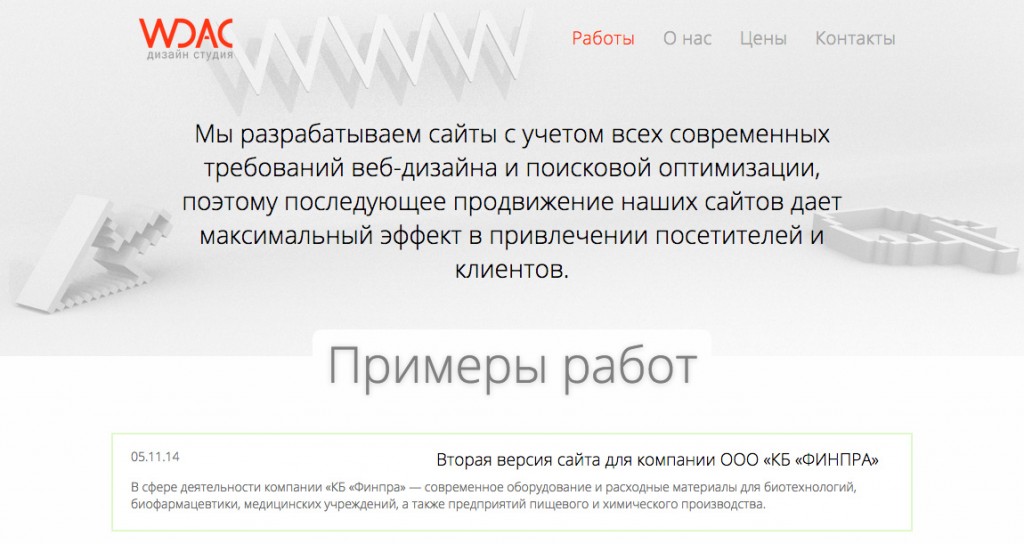 WDAC
дизайн студия
Работы О нас Цены Контакты
WWW
Мы разрабатываем сайты с учетом всех современных
требований веб-дизайна и поисковой оптимизации,
поэтому последующее продвижение наших сайтов дает
максимальный эффект в привлечении посетителей и
клиентов.
Примеры работ
05.11.14 Вторая версия сайта для компании ООО «КБ «ФИНПРА»
В сфере деятельности компании «КБ «Финпра» — современное оборудование и расходные материалы для биотехнологий,
биофармацевтики, медицинских учреждений, а также предприятий пищевого и химического производства.